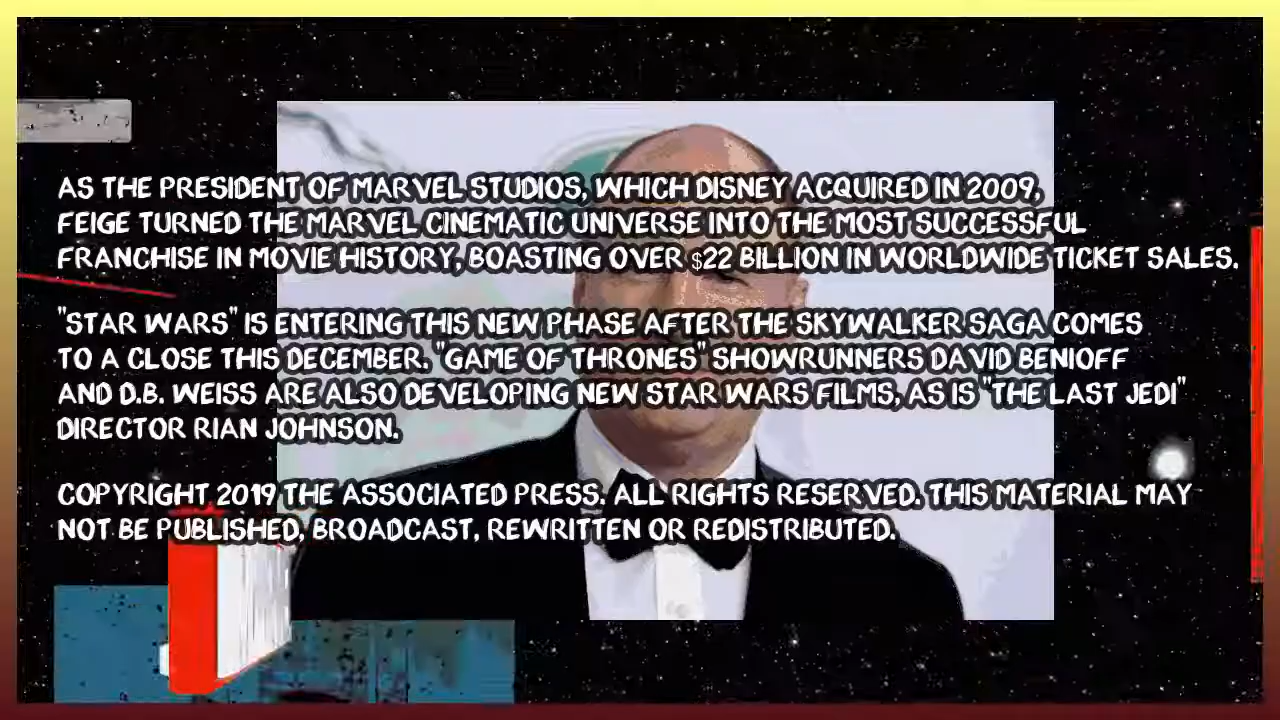 AS THE PRESIDENT OF MARVEL STUDIOS, WHICH DISNEY ACQUIRED IN 2009,
FEIGE TURNED THE MARVEL CINEMATIC UNIVERSE INTO THE MOST SUCCESSFUL
FRANCHISE IN MOVIE HISTORY, BOASTING OVER $22 BILLION IN WORLDWIDE TICKET SALES.
"STAR WARS" IS ENTERING THIS NEW PHASE AFTER THE SKYWALKER SAGA COMES
TO A CLOSE THIS DECEMBER. "GAME OF THRONES" SHOWRUNNERS DAVID BENIOFF
AND D.B. WEISS ARE ALSO DEVELOPING NEW STAR WARS FILMS, AS IS "THE LAST JEDI"
DIRECTOR RIAN JOHNSON.
COPYRIGHT 2019 THE ASSOCIATED PRESS. ALL RIGHTS RESERVED. THIS MATERIAL MAY
NOT BE PUBLISHED, BROADCAST, REWRITTEN OR REDISTRIBUTED.